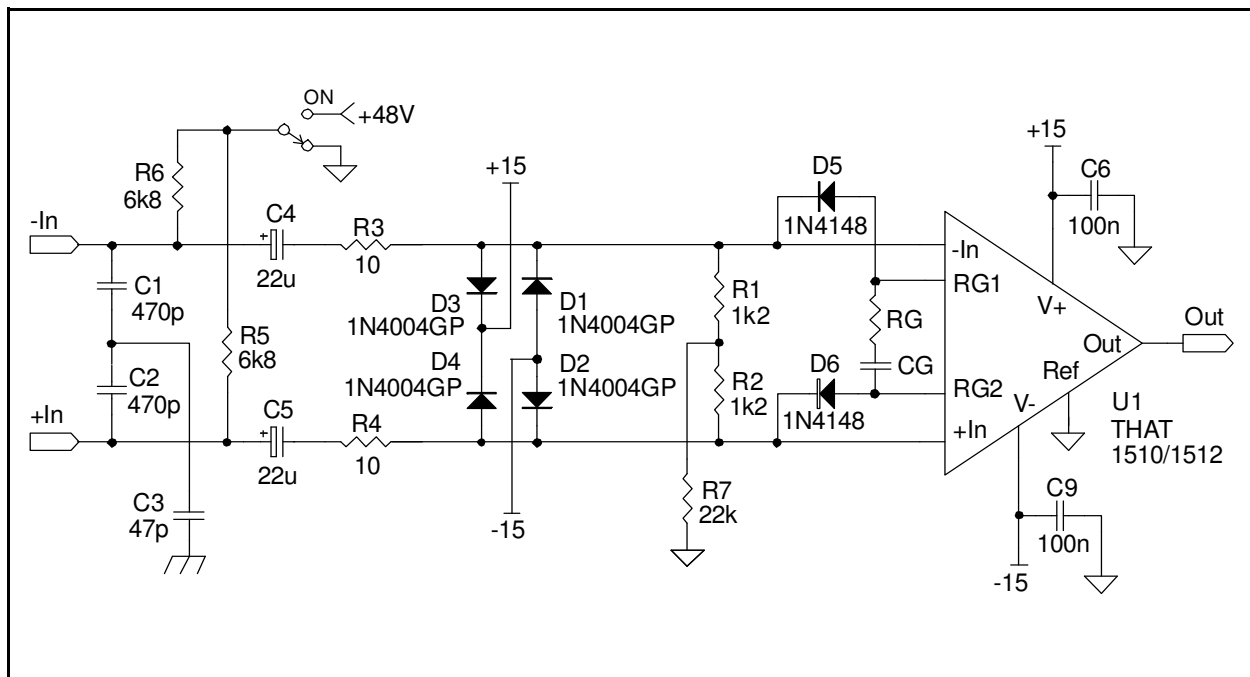 ON
+48V
R6
6k8
-In
C4
+
22u
R3
10
+15
D5
1N4148
+15
C6
100n
C1
470p
R5
6k8
D3
1N4004GP
D1
1N4004GP
R1
1k2
-In
RG1
RG
V+
Out
Out
C2
470p
D4
1N4004GP
D2
1N4004GP
R2
1k2
D6
1N4148
CG
RG2
Ref
V-
U1
THAT
1510/1512
+In
C5
+
22u
R4
10
+In
C3
47p
-15
R7
22k
C9
100n
-15